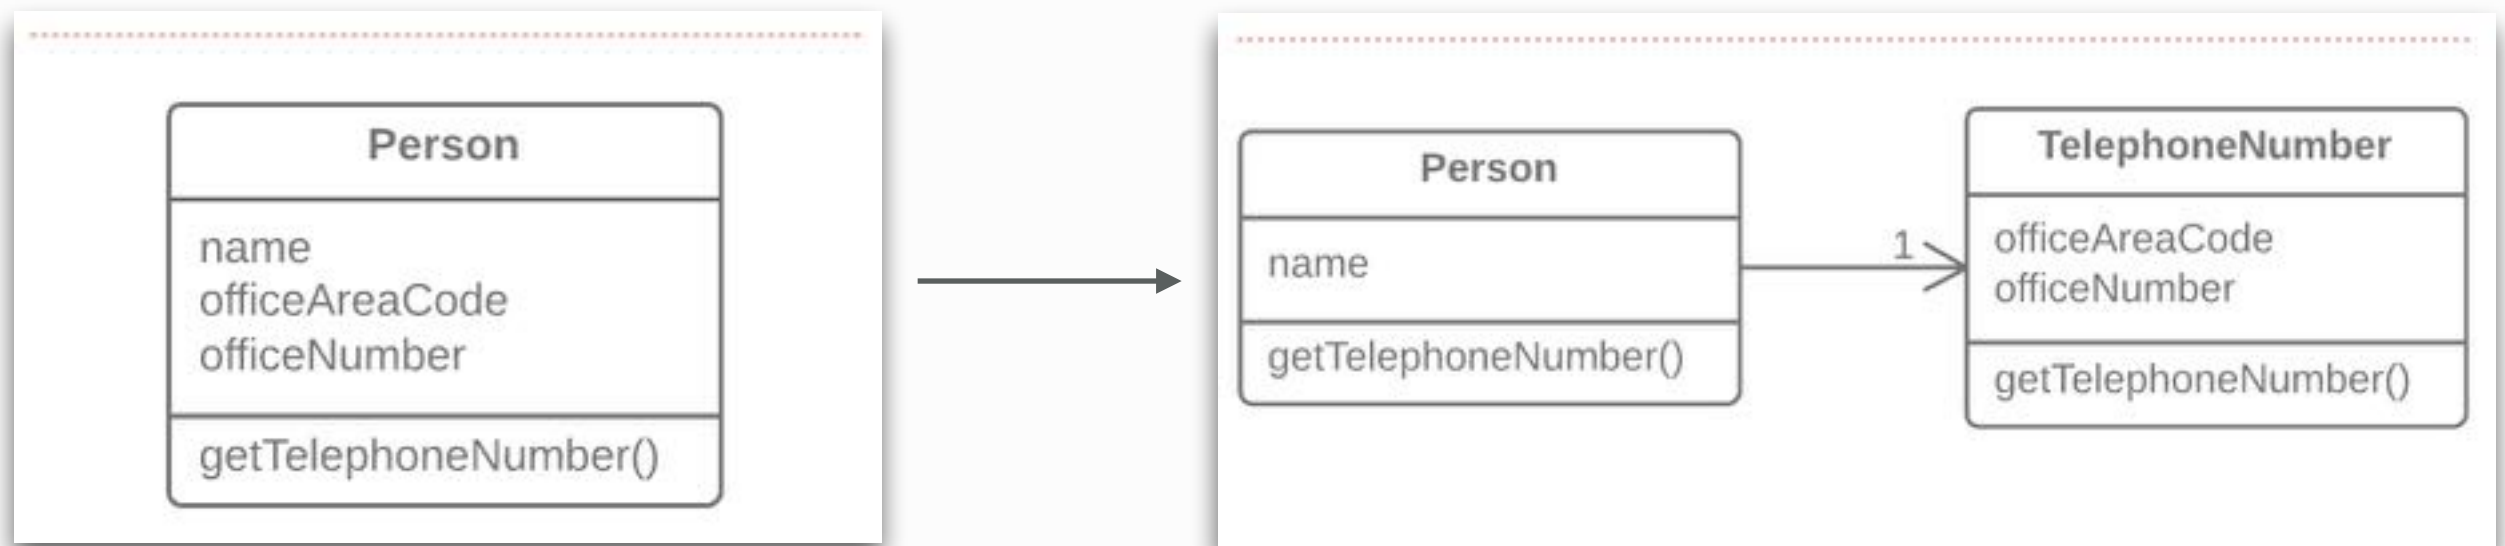 Person
name
officeAreaCode
officeNumber
getTelephoneNumber()
Person
name
getTelephoneNumber()
1
TelephoneNumber
officeAreaCode
officeNumber
getTelephoneNumber()